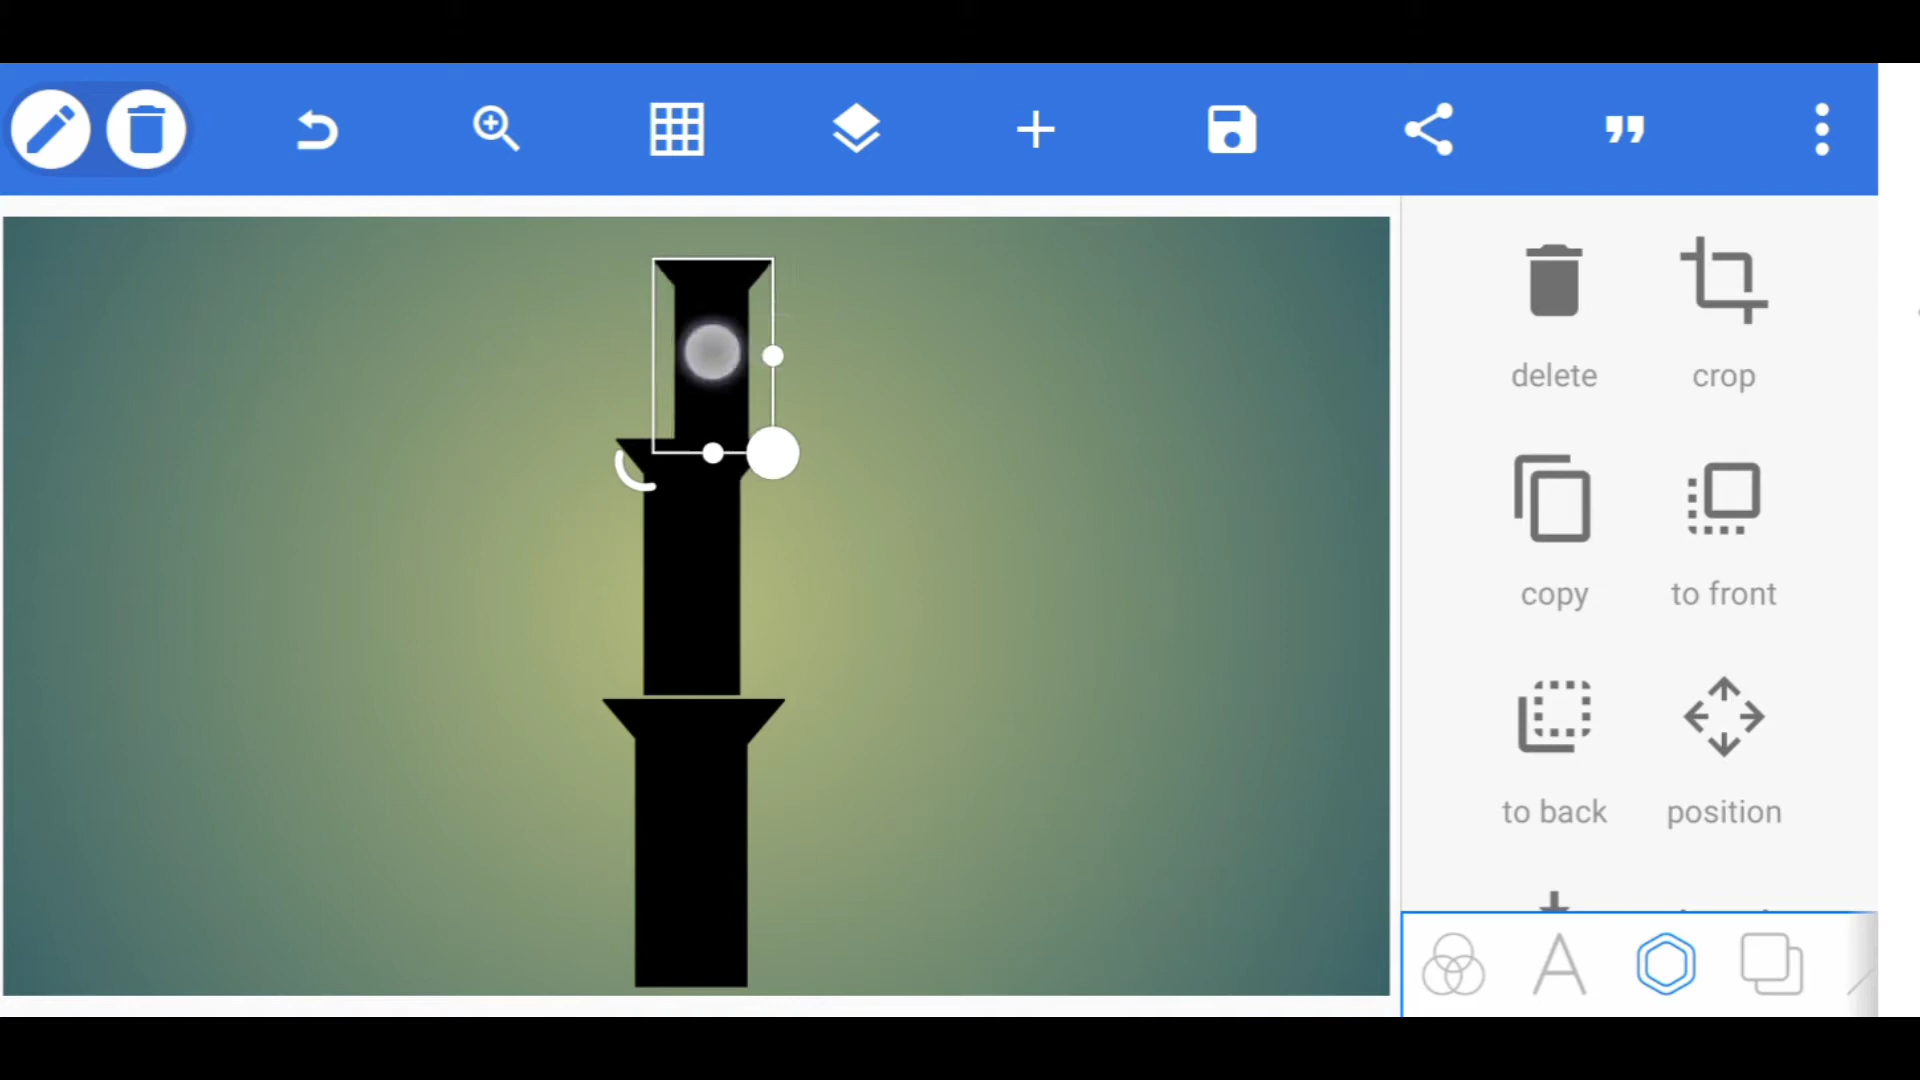 delete
crop
copy
to front
to back
position